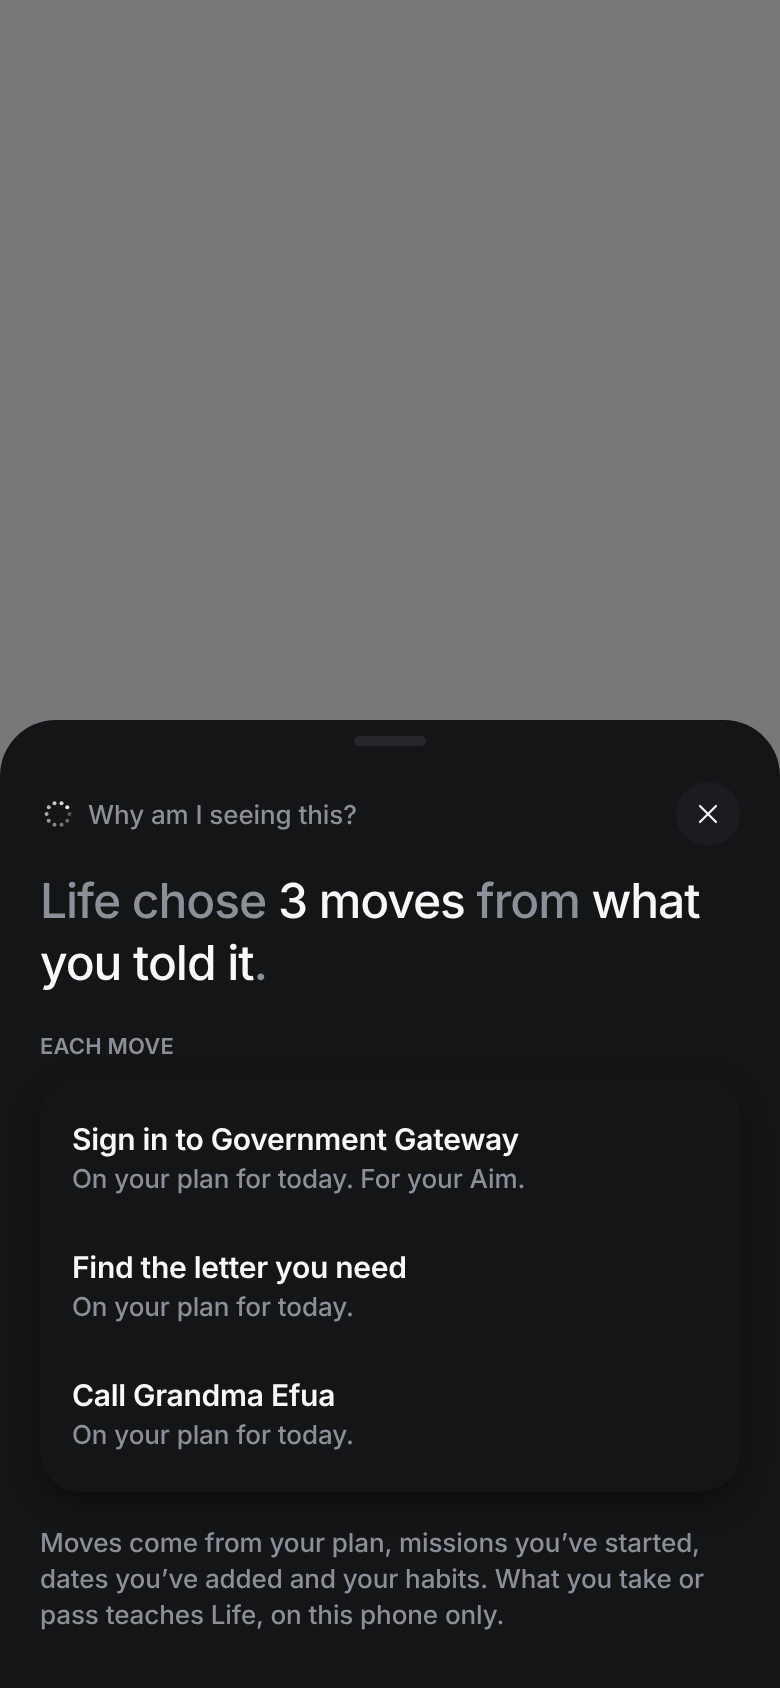 Why am I seeing this?
Life chose 3 moves from what
you told it.
EACH MOVE
Sign in to Government Gateway
On your plan for today. For your Aim.
Find the letter you need
On your plan for today.
Call Grandma Efua
On your plan for today.
Moves come from your plan, missions you’ve started,
dates you’ve added and your habits. What you take or
pass teaches Life, on this phone only.